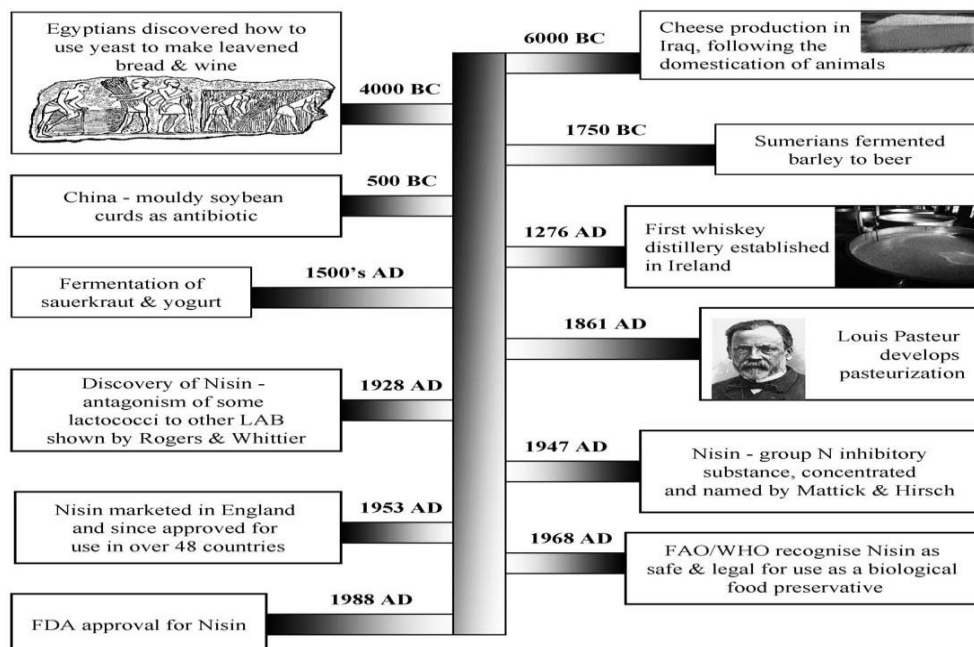 Egyptians discovered how to
use yeast to make leavened
bread & wine
4000 BC
6000 BC
Cheese production in
Iraq, following the
domestication of animals
1750 BC
Sumerians fermented
barley to beer
500 BC
China - mouldy soybean
curds as antibiotic
1276 AD
First whiskey
distillery established
in Ireland
1500's AD
Fermentation of
sauerkraut & yogurt
1861 AD
Louis Pasteur
develops
pasteurization
1928 AD
Discovery of Nisin -
antagonism of some
lactococci to other LAB
shown by Rogers & Whittier
1947 AD
Nisin - group N inhibitory
substance, concentrated
and named by Mattick & Hirsch
1953 AD
Nisin marketed in England
and since approved for
use in over 48 countries
1968 AD
FAO/WHO recognise Nisin as
safe & legal for use as a biological
food preservative
1988 AD
FDA approval for Nisin